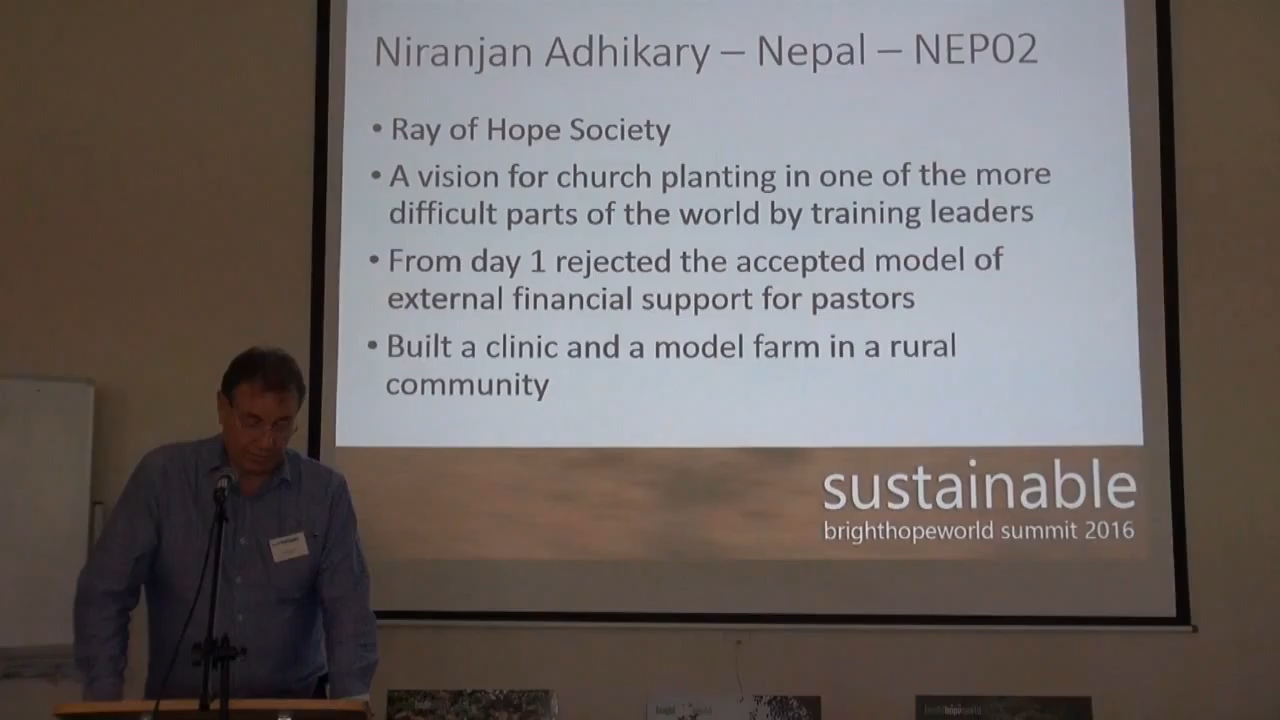 Niranjan Adhikary – Nepal – NEP02
• Ray of Hope Society
• A vision for church planting in one of the more
difficult parts of the world by training leaders
• From day 1 rejected the accepted model of
external financial support for pastors
• Built a clinic and a model farm in a rural
community
sustainable
brighthopeworld summit 2016